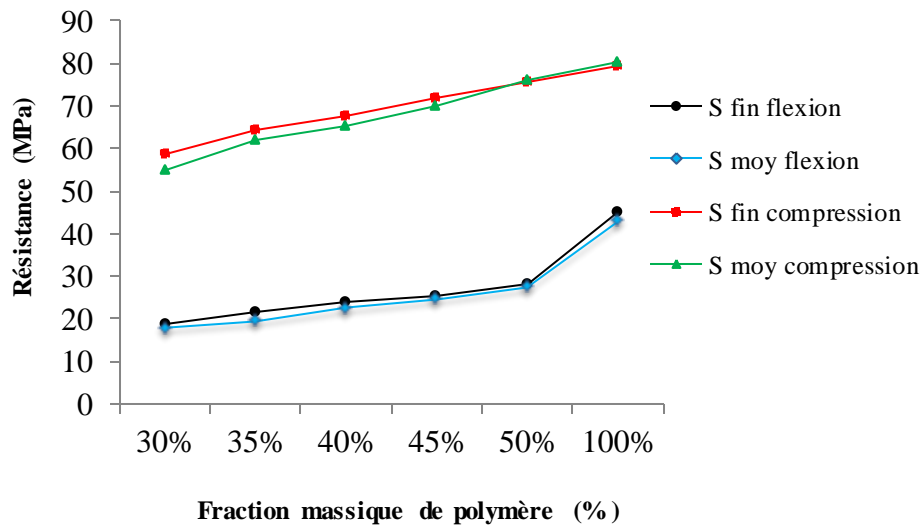 90
80
70
60
50
40
30
20
10
0
Résistance (MPa)
30% 35% 40% 45% 50% 100%
Fraction massique de polymère (%)
S fin flexion
S moy flexion
S fin compression
S moy compression